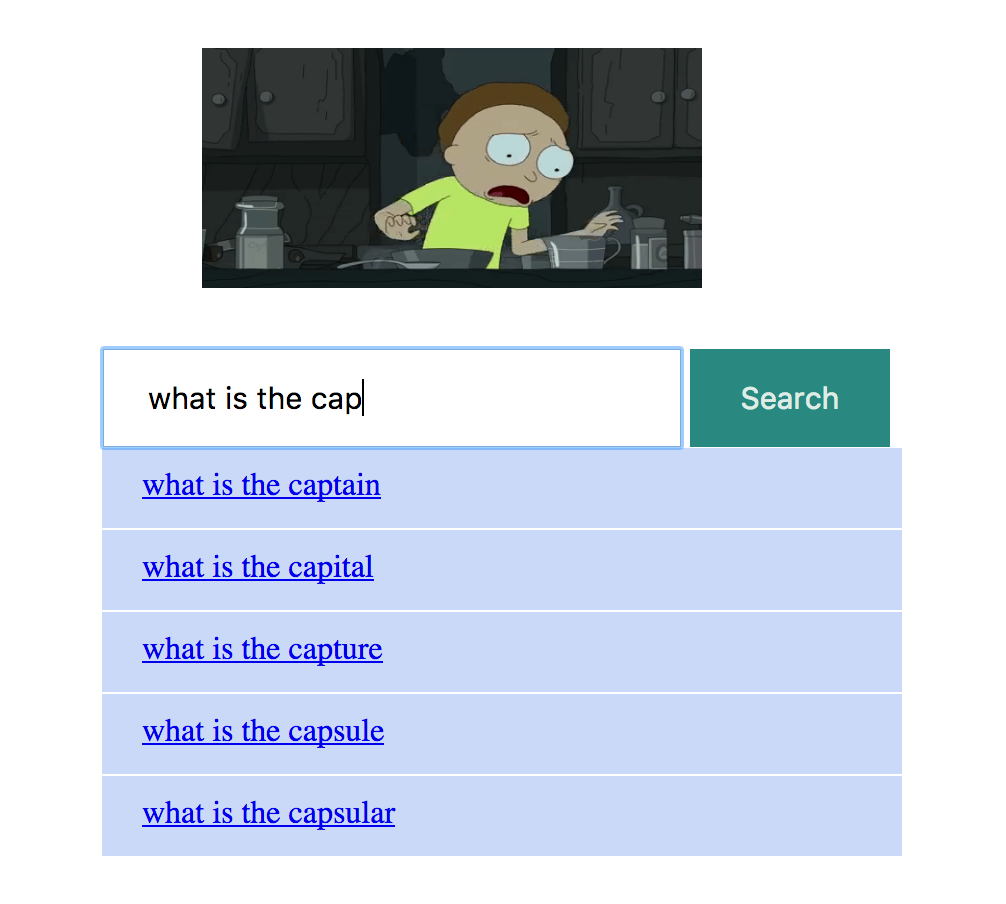 what is the cap
Search
what is the captain
what is the capital
what is the capture
what is the capsule
what is the capsular